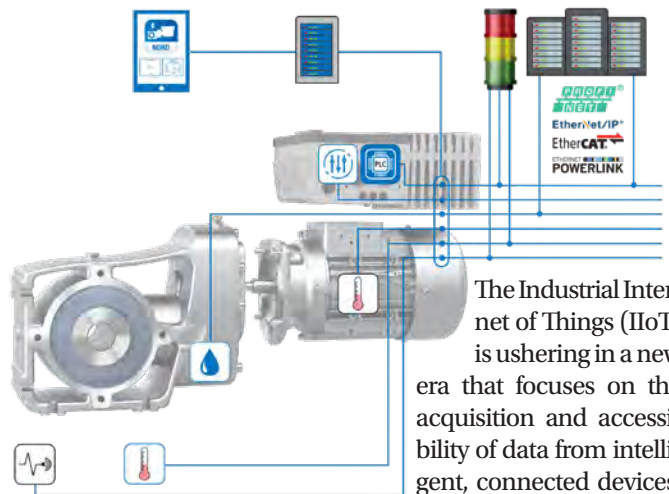 NORD
PLC
PROFI
NET
EtherNet/IP
EtherCAT
ETHERNET
POWERLINK
The Industrial Inter
net of Things (IIoT
is ushering in a new
era that focuses on th
acquisition and accessi
bility of data from intelli
gent, connected devices